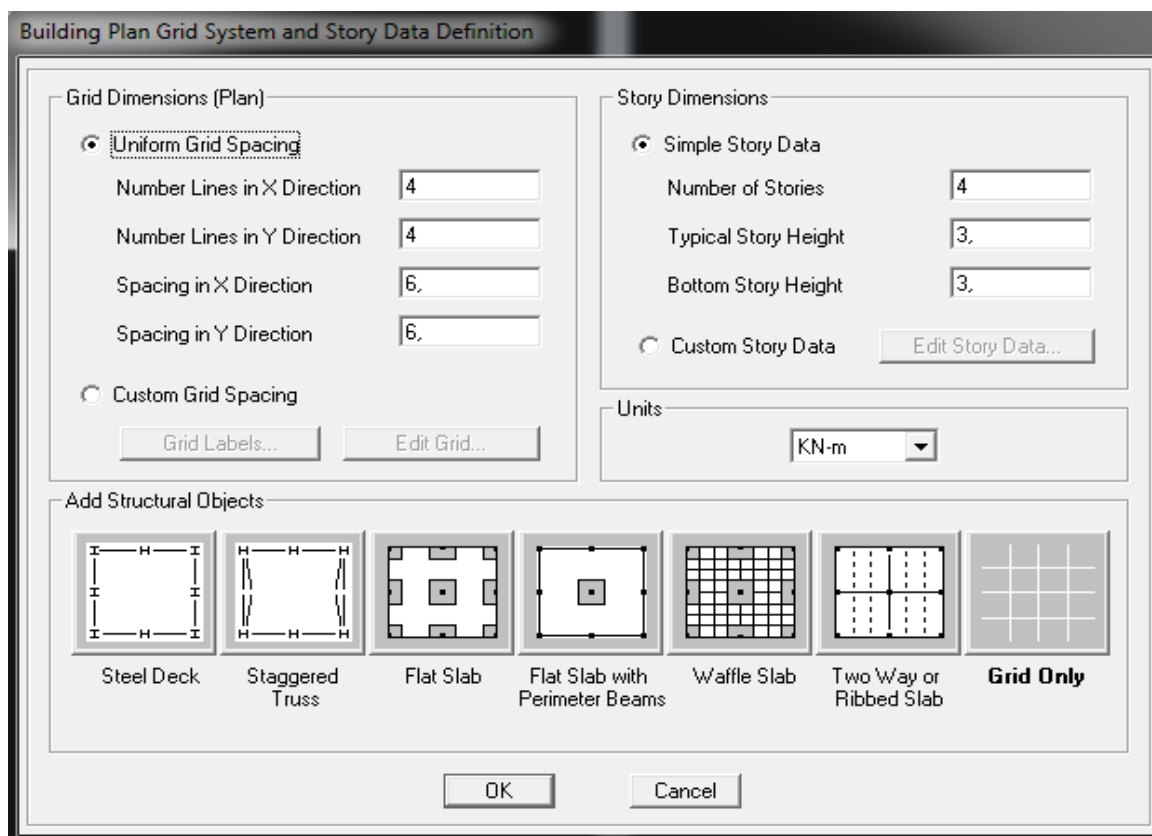 Building Plan Grid System and Story Data Definition
Grid Dimensions (Plan)
Uniform Grid Spacing
Number Lines in X Direction 4
Number Lines in Y Direction 4
Spacing in X Direction 6,
Spacing in Y Direction 6,
Custom Grid Spacing
Grid Labels... Edit Grid...
Story Dimensions
Simple Story Data
Number of Stories 4
Typical Story Height 3,
Bottom Story Height 3,
Custom Story Data Edit Story Data...
Units
KN-m
Add Structural Objects
Steel Deck
Staggered
Truss
Flat Slab
Flat Slab with
Perimeter Beams
Waffle Slab
Two Way or
Ribbed Slab
Grid Only
OK Cancel